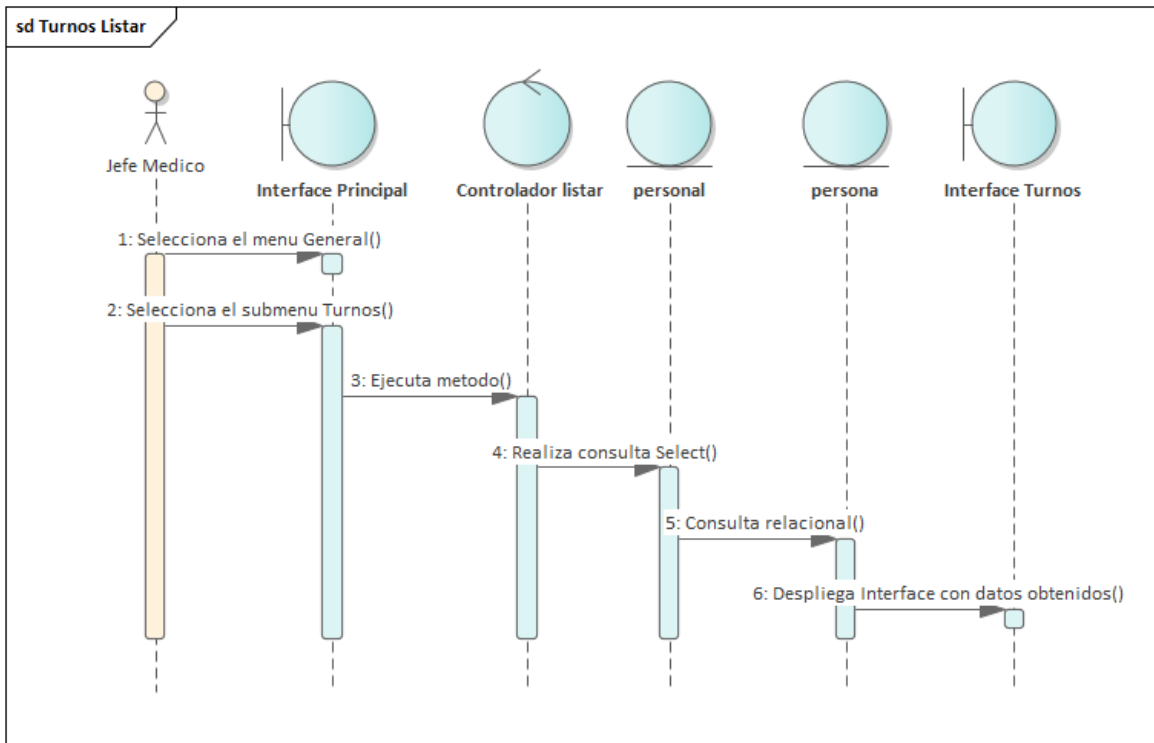 sd Turnos Listar
Jefe Medico
Interface Principal
Controlador listar
personal
persona
Interface Turnos
1: Selecciona el menu General()
2: Selecciona el submenu Turnos()
3: Ejecuta metodo()
4: Realiza consulta Select()
5: Consulta relacional()
6: Despliega Interface con datos obtenidos()